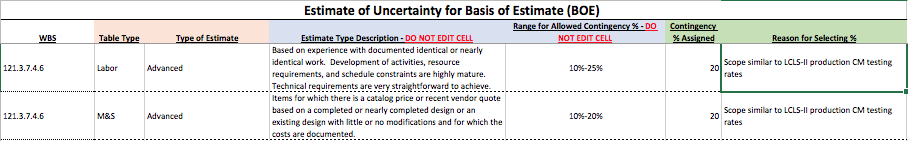 Estimate of Uncertainty for Basis of Estimate (BOE)
WBS Table Type Type of Estimate Estimate Type Description - DO NOT EDIT CELL Range for Allowed Contingency % - DO NOT EDIT CELL Contingency % Assigned Reason for Selecting %
121.3.7.4.6 Labor Advanced
Based on experience with documented identical or nearly
identical work. Development of activities, resource
requirements, and schedule constraints are highly mature.
Technical requirements are very straightforward to achieve.
10%-25% 20
Scope similar to LCLS-II production CM testing
rates
121.3.7.4.6 M&S Advanced
Items for which there is a catalog price or recent vendor quote
based on a completed or nearly completed design or an
existing design with little or no modifications and for which the
costs are documented.
10%-20% 20
Scope similar to LCLS-II production CM testing
rates